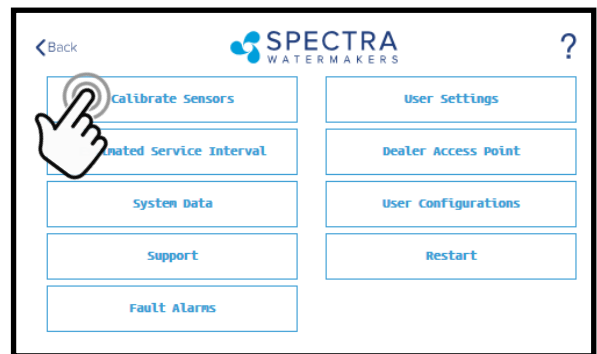 Back
SPECTRA
WATERMAKERS
?
Calibrate Sensors
User Settings
mated Service Interval
Dealer Access Point
System Data
User Configurations
Support
Restart
Fault Alarms